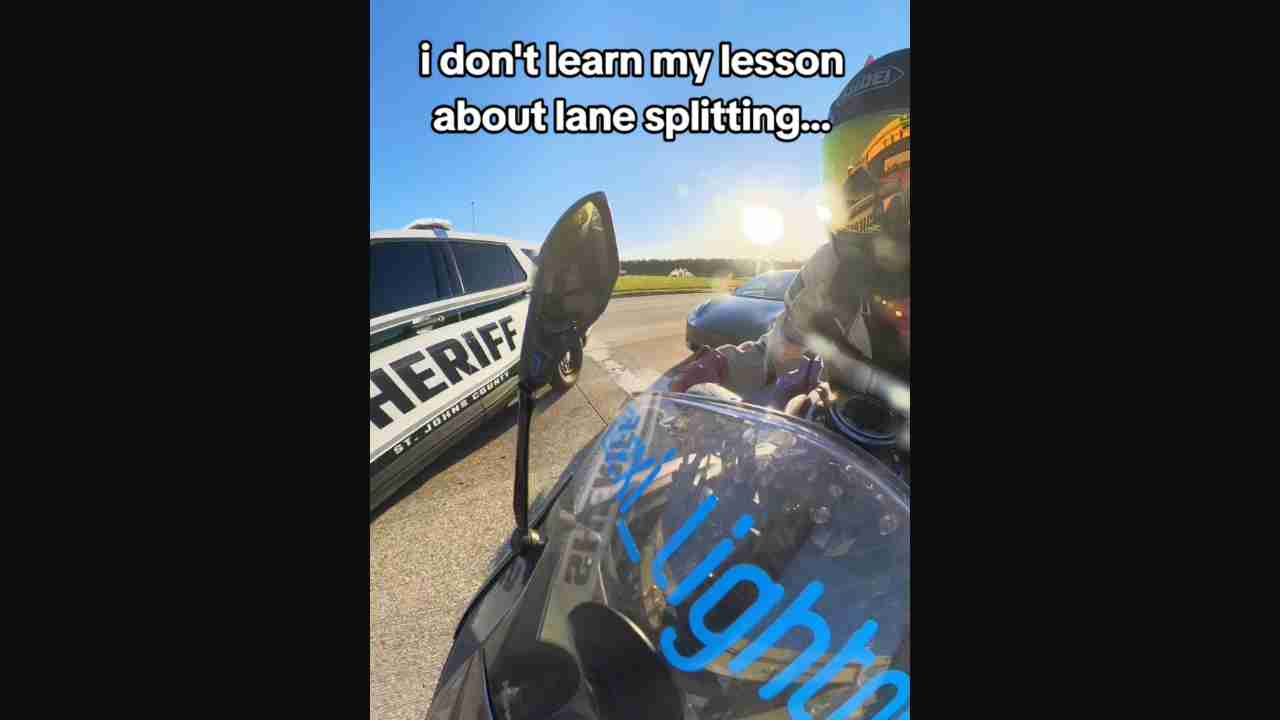 i don't learn my lesson
about lane splitting...
HERIFF
ST. JOHNS COUNTY
Lightn